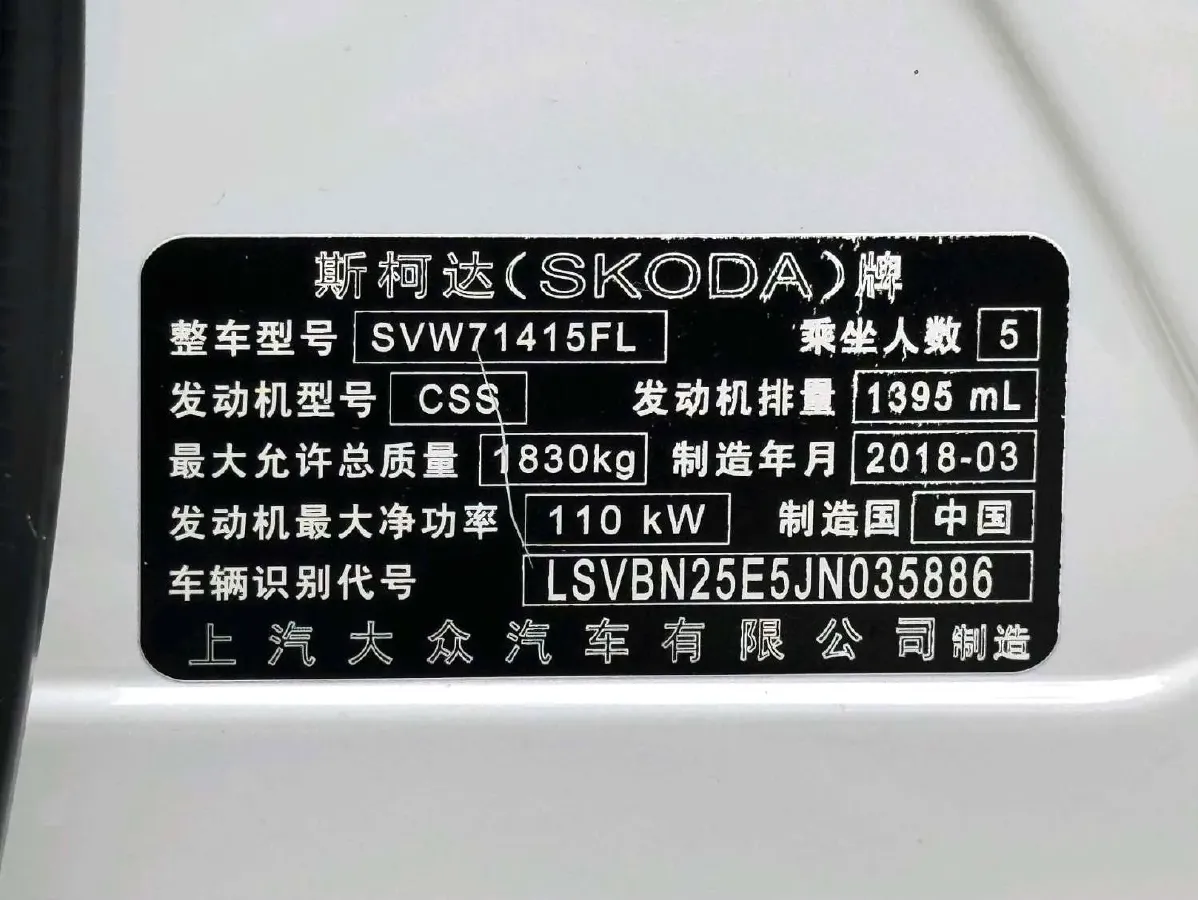 斯柯达(SKODA)牌
整车型号 SVW71415FL 乘坐人数 5
发动机型号 CSS 发动机排量 1395 mL
最大允许总质量 1830kg 制造年月 2018-03
发动机最大净功率 110 kW 制造国 中国
车辆识别代号 LSVBN25E5JN035886
上汽大众汽车有限公司制造